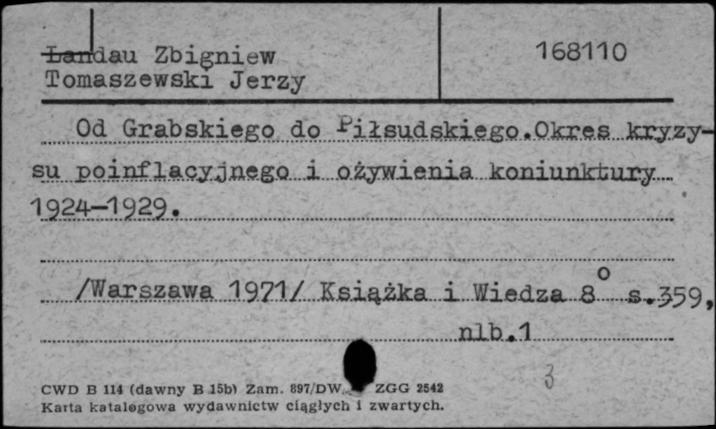 Landau Zbigniew 168110
Tomaszewski Jerzy
Od Grabskiego do Piłsudskiego.Okres kryzy-
su poinflacyjnego i ożywienia koniunktury
1924-1929.
/Warszawa 1971/ Książka i Wiedza 8° s.359,
nlb.1
3
CWD B 114 (dawny B 15b) Zam. 897/DW ZGG 2542
Karta katalogowa wydawnictw ciągłych i zwartych.